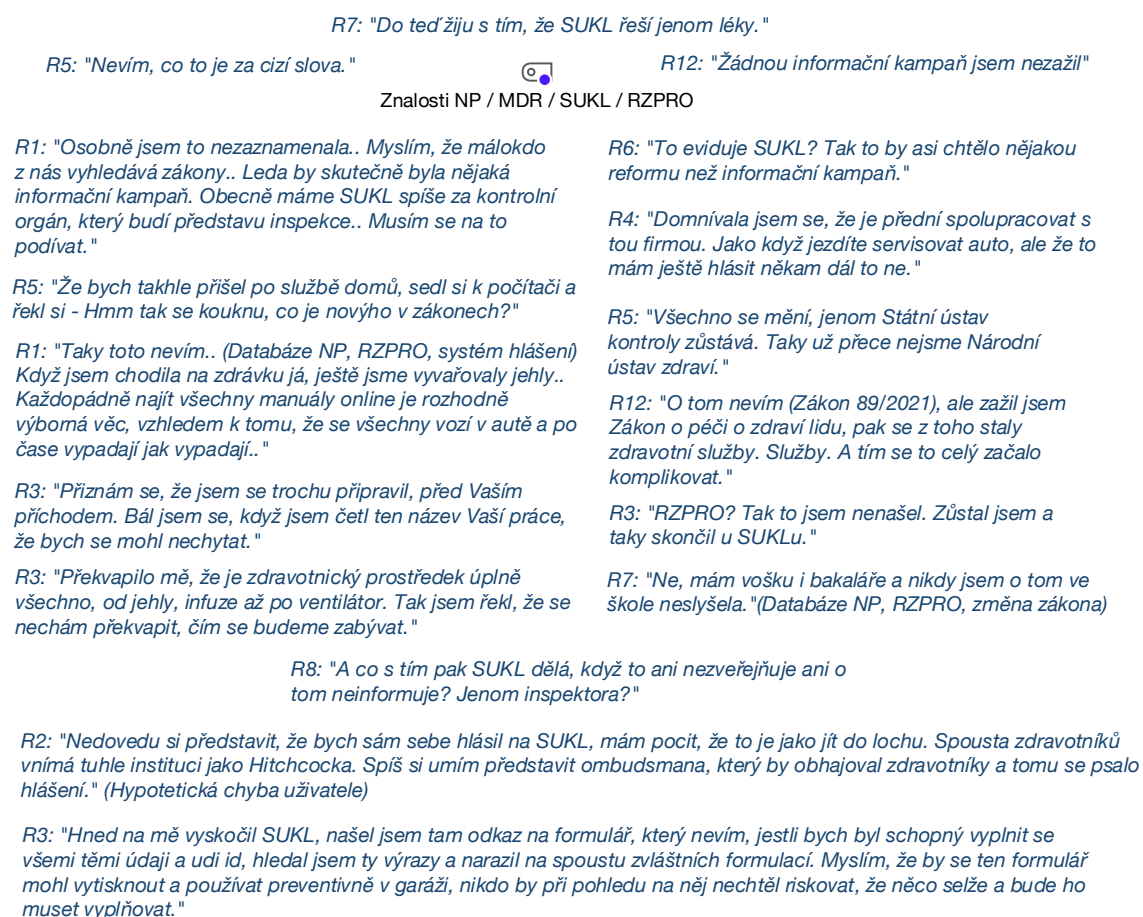 R7: "Do teď žiju s tím, že SUKL řeší jenom léky."
R5: "Nevím, co to je za cizí slova."
R12: "Žádnou informační kampaň jsem nezažil"
Znalosti NP / MDR / SUKL / RZPRO
R1: "Osobně jsem to nezaznamenala.. Myslím, že málokdo
z nás vyhledává zákony.. Leda by skutečně byla nějaká
informační kampaň. Obecně máme SUKL spíše za kontrolní
orgán, který budí představu inspekce.. Musím se na to
podívat."
R5: "Že bych takhle přišel po službě domů, sedl si k počítači a
řekl si - Hmm tak se kouknu, co je novýho v zákonech?"
R1: "Taky toto nevím.. (Databáze NP, RZPRO, systém hlášení)
Když jsem chodila na zdrávku já, ještě jsme vyvařovaly jehly..
Každopádně najít všechny manuály online je rozhodně
výborná věc, vzhledem k tomu, že se všechny vozí v autě a po
čase vypadají jak vypadají.."
R3: "Přiznám se, že jsem se trochu připravil, před Vaším
příchodem. Bál jsem se, když jsem četl ten název Vaší práce,
že bych se mohl nechytat."
R3: "Překvapilo mě, že je zdravotnický prostředek úplně
všechno, od jehly, infuze až po ventilátor. Tak jsem řekl, že se
nechám překvapit, čím se budeme zabývat."
R6: "To eviduje SUKL? Tak to by asi chtělo nějakou
reformu než informační kampaň."
R4: "Domnívala jsem se, že je přední spolupracovat s
tou firmou. Jako když jezdíte servisovat auto, ale že to
mám ještě hlásit někam dál to ne."
R5: "Všechno se mění, jenom Státní ústav
kontroly zůstává. Taky už přece nejsme Národní
ústav zdraví."
R12: "O tom nevím (Zákon 89/2021), ale zažil jsem
Zákon o péči o zdraví lidu, pak se z toho staly
zdravotní služby. Služby. A tím se to celý začalo
komplikovat."
R3: "RZPRO? Tak to jsem nenašel. Zůstal jsem a
taky skončil u SUKLu."
R7: "Ne, mám vošku i bakaláře a nikdy jsem o tom ve
škole neslyšela."(Databáze NP, RZPRO, změna zákona)
R8: "A co s tím pak SUKL dělá, když to ani nezveřejňuje ani o
tom neinformuje? Jenom inspektora?"
R2: "Nedovedu si představit, že bych sám sebe hlásil na SUKL, mám pocit, že to je jako jít do lochu. Spousta zdravotníků
vnímá tuhle instituci jako Hitchcocka. Spíš si umím představit ombudsmana, který by obhajoval zdravotníky a tomu se psalo
hlášení." (Hypotetická chyba uživatele)
R3: "Hned na mě vyskočil SUKL, našel jsem tam odkaz na formulář, který nevím, jestli bych byl schopný vyplnit se
všemi těmi údaji a udi id, hledal jsem ty výrazy a narazil na spoustu zvláštních formulací. Myslím, že by se ten formulář
mohl vytisknout a používat preventivně v garáži, nikdo by při pohledu na něj nechtěl riskovat, že něco selže a bude ho
muset vyplňovat."